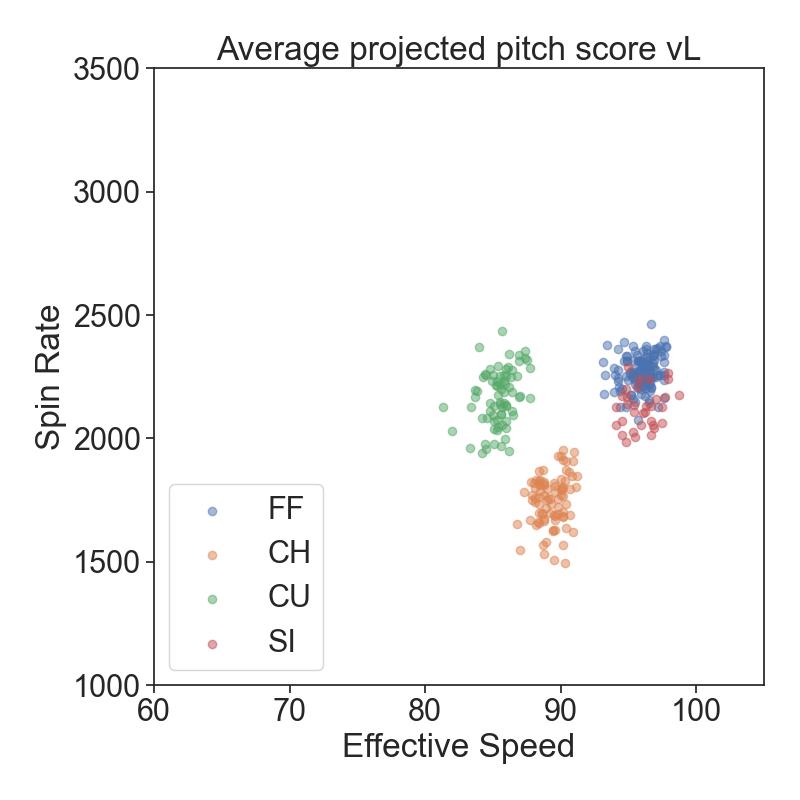 Average projected pitch score vL
3500
3000
2500
2000
1500
1000
Spin Rate
FF
CH
CU
SI
60
70
80
90
100
Effective Speed